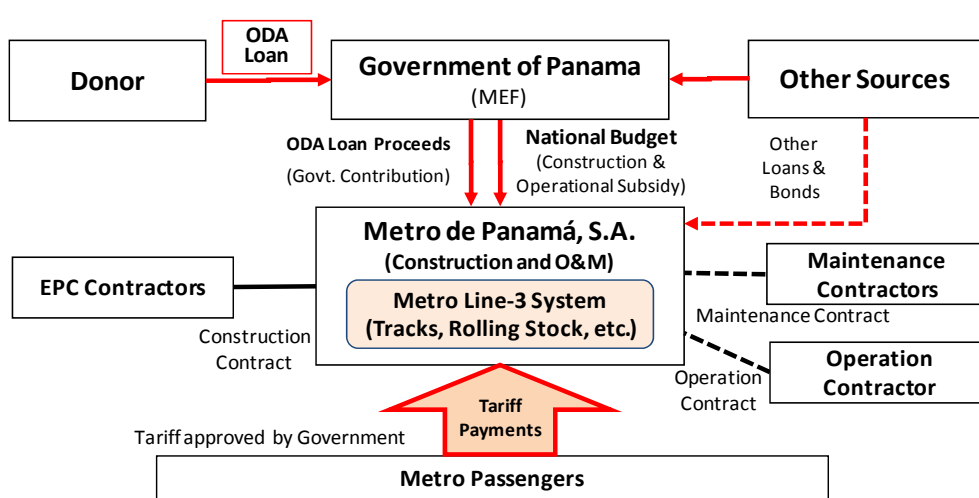 ODA
Loan
Donor
Government of Panama
(MEF)
Other Sources
ODA Loan Proceeds
(Govt. Contribution)
National Budget
(Construction &
Operational Subsidy)
Other
Loans &
Bonds
Metro de Panamá, S.A.
(Construction and O&M)
Metro Line-3 System
(Tracks, Rolling Stock, etc.)
EPC Contractors
Construction
Contract
Maintenance
Contractors
Maintenance Contract
Operation
Contractor
Operation
Contract
Tariff
Payments
Tariff approved by Government
Metro Passengers